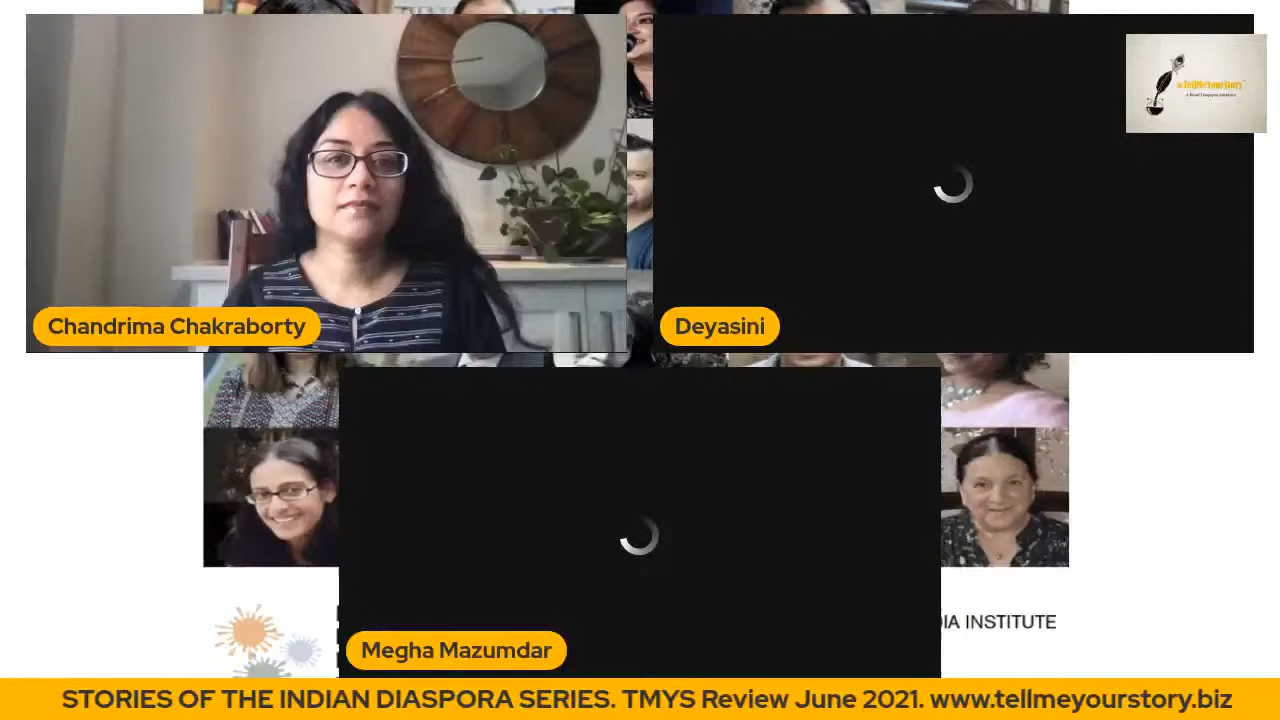 #TellMeYourStory
Chandrima Chakraborty
Deyasini
Megha Mazumdar
IA INSTITUTE
STORIES OF THE INDIAN DIASPORA SERIES. TMYS Review June 2021. www.tellmeyourstory.biz